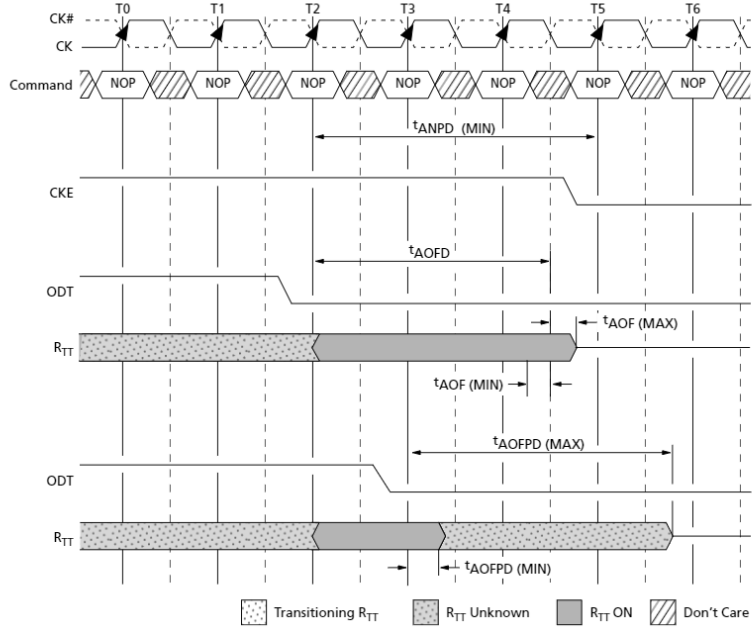 T0 T1 T2 T3 T4 T5 T6
CK#
CK
Command NOP NOP NOP NOP NOP NOP NOP
tANPD (MIN)
CKE
tAOFD
ODT
tAOF (MAX)
RTT
tAOF (MIN)
tAOFPD (MAX)
ODT
RTT
tAOFPD (MIN)
Transitioning RTT RTT Unknown RTT ON Don't Care